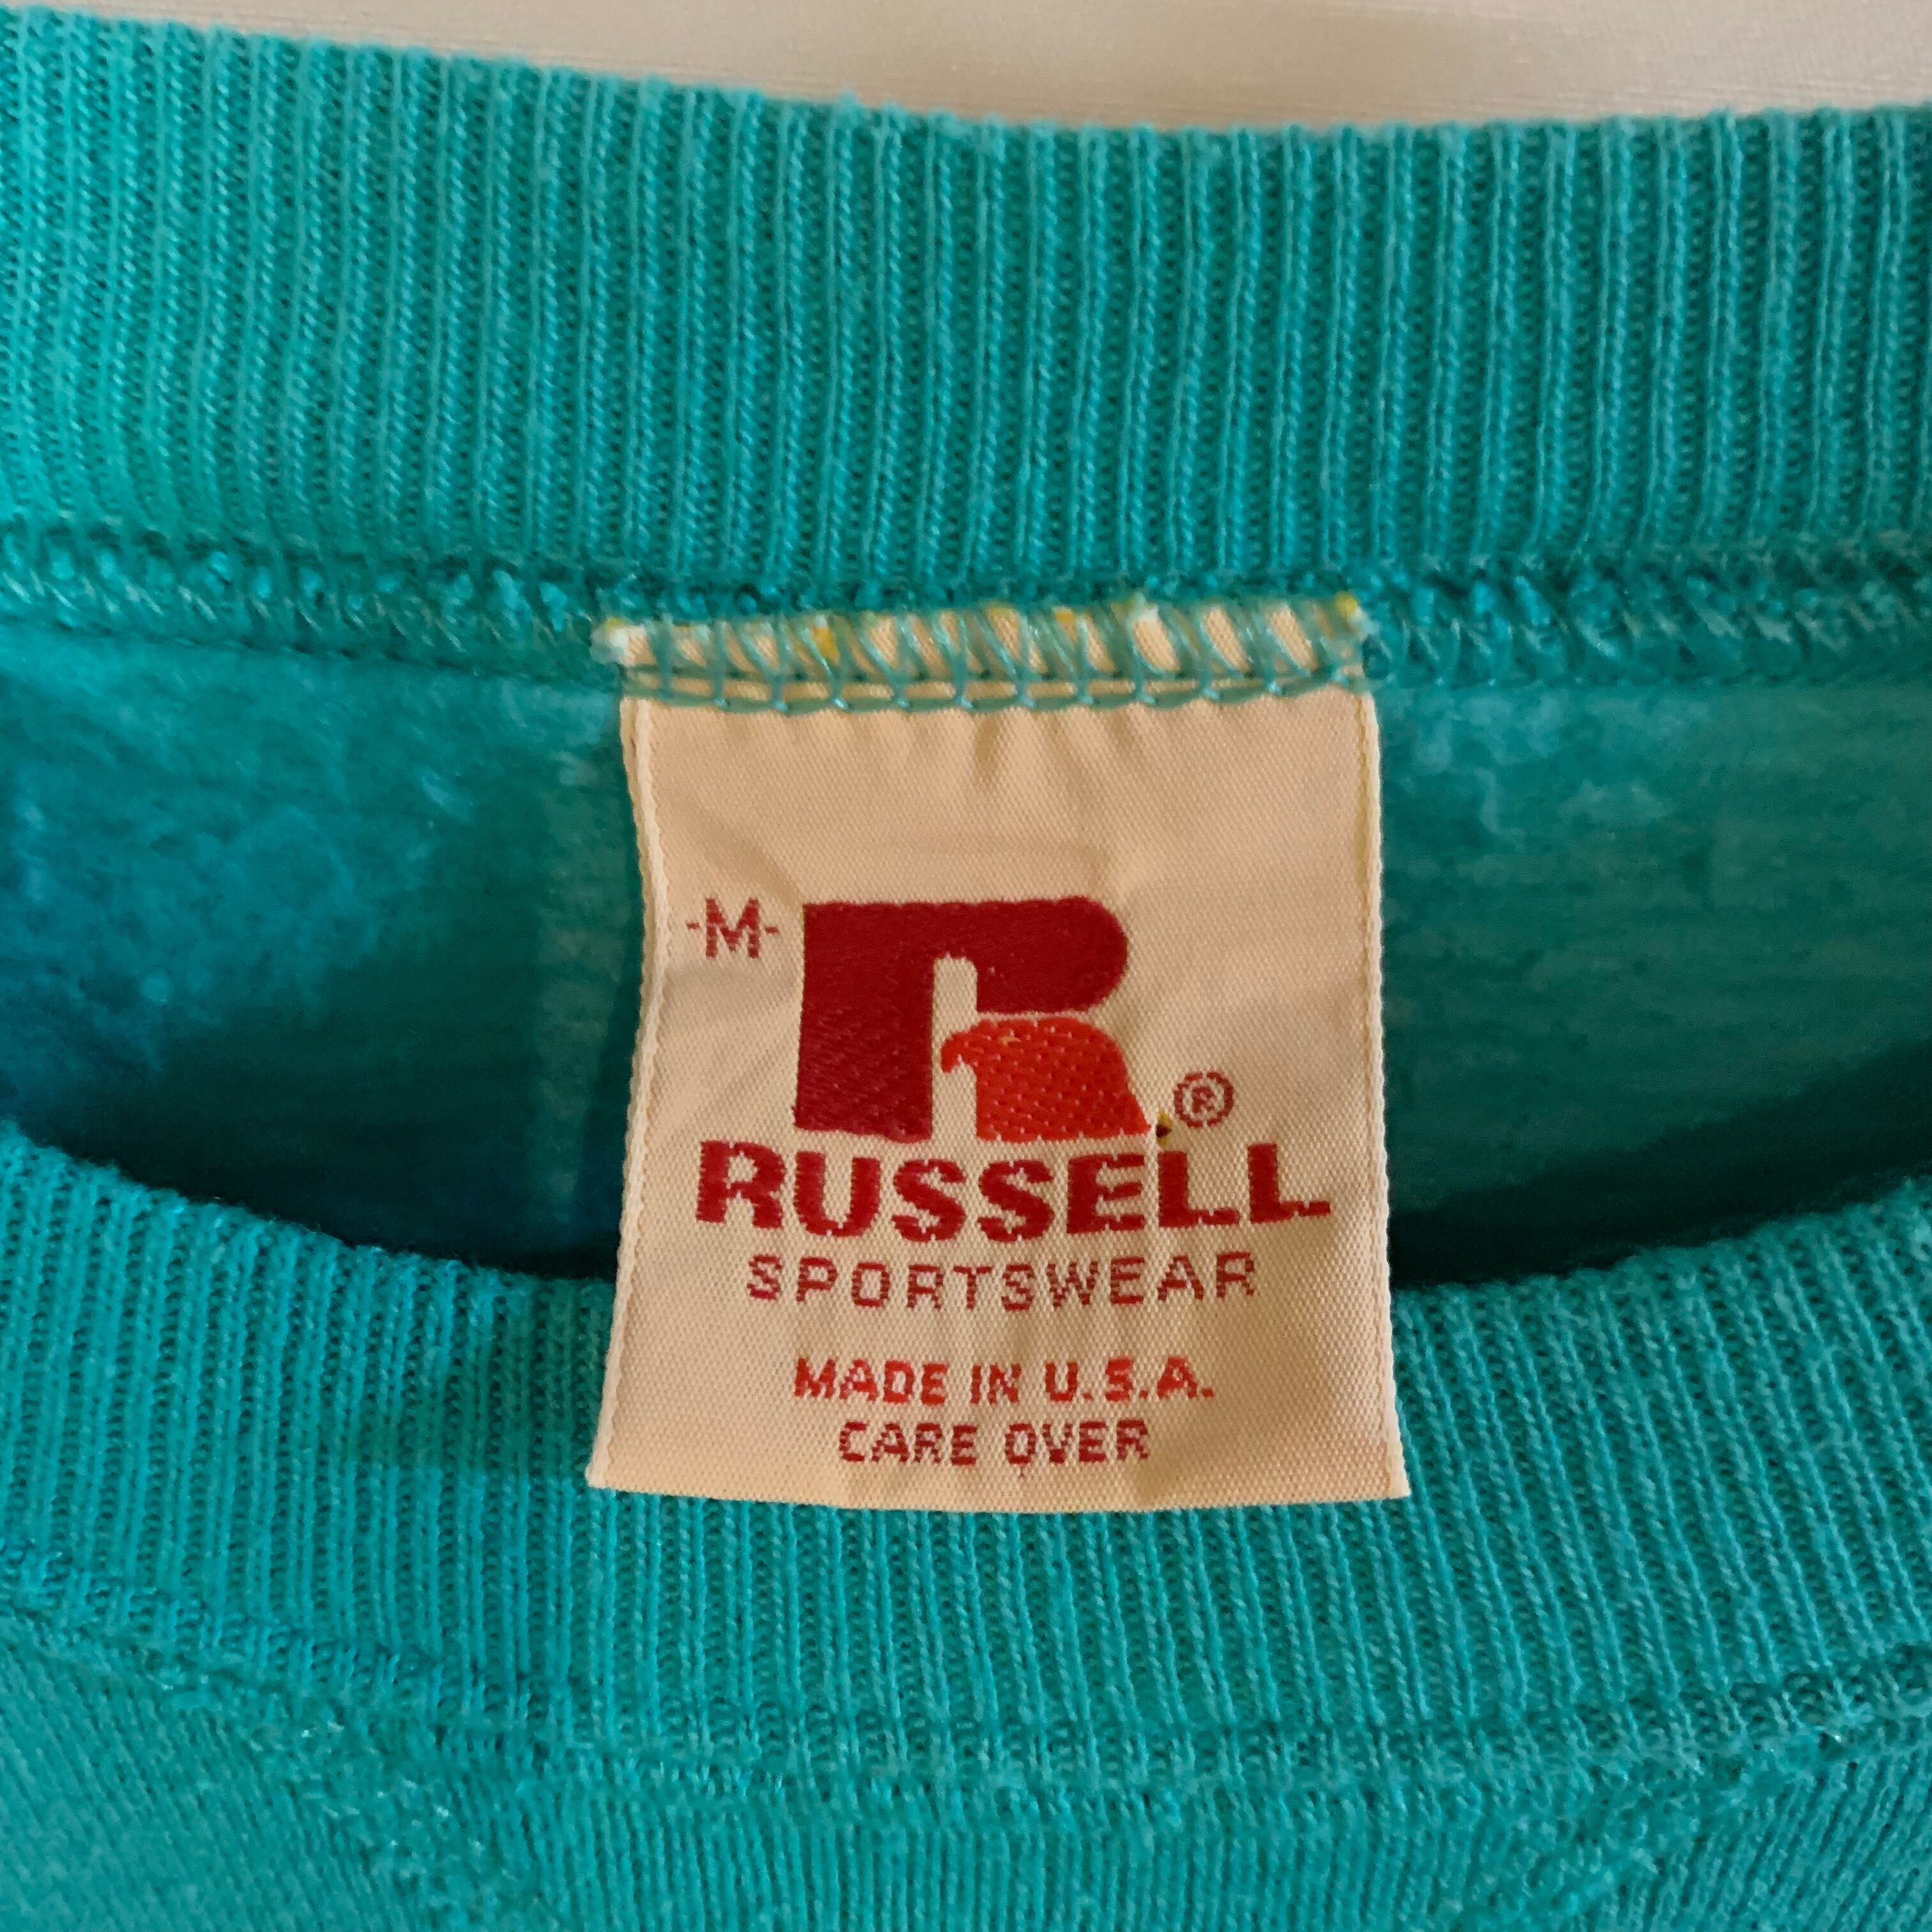 -M-
R ®
RUSSELL
SPORTSWEAR
MADE IN U.S.A.
CARE OVER